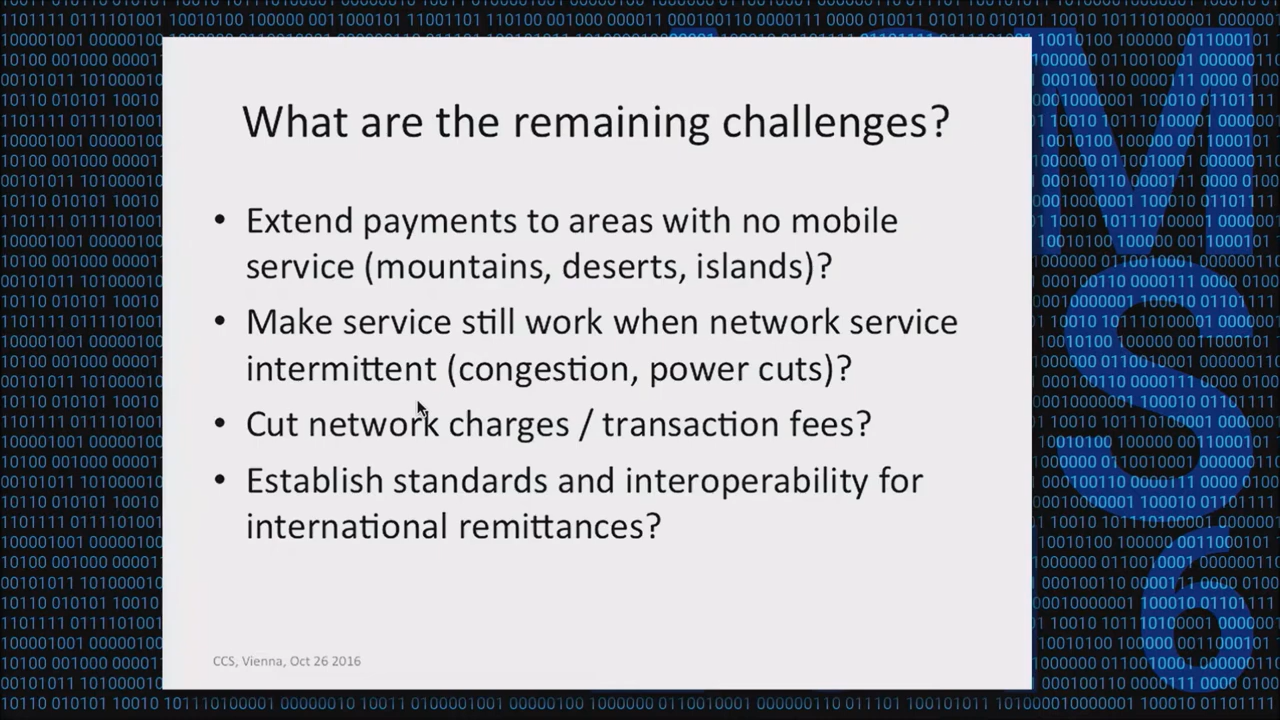 What are the remaining challenges?
• Extend payments to areas with no mobile
service (mountains, deserts, islands)?
• Make service still work when network service
intermittent (congestion, power cuts)?
• Cut network charges / transaction fees?
• Establish standards and interoperability for
international remittances?
CCS, Vienna, Oct 26 2016